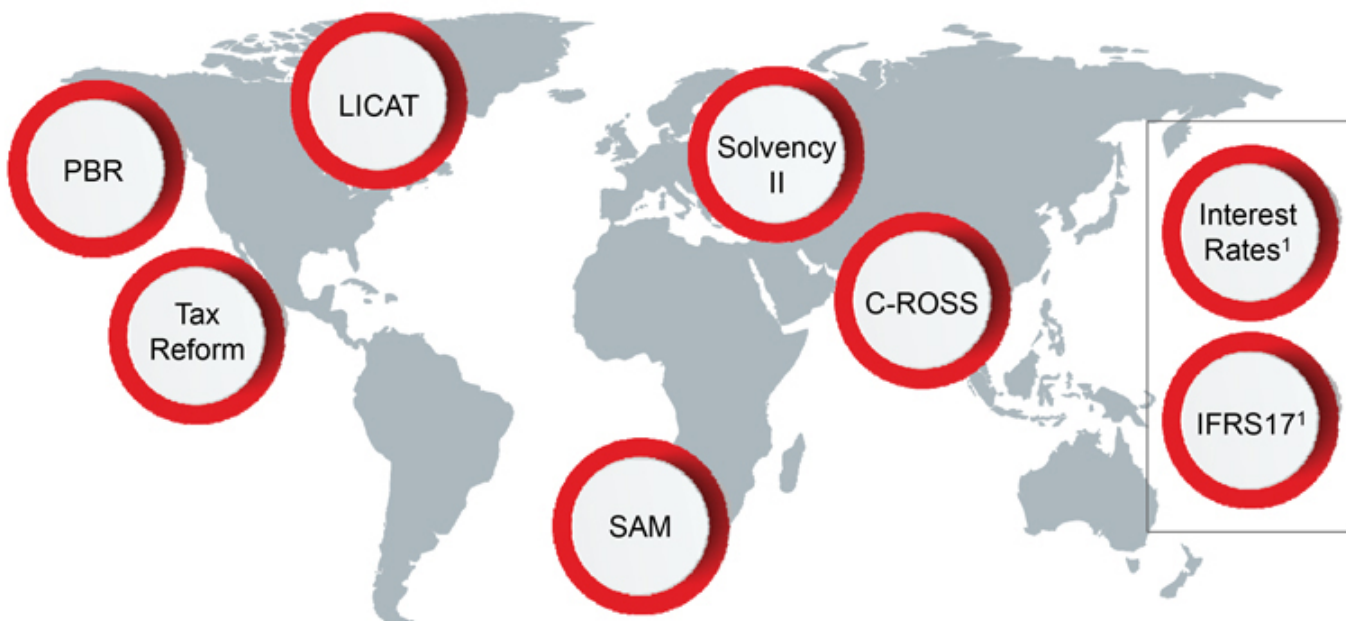 LICAT
PBR
Solvency
II
Interest
Rates¹
C-ROSS
Tax
Reform
IFRS17¹
SAM